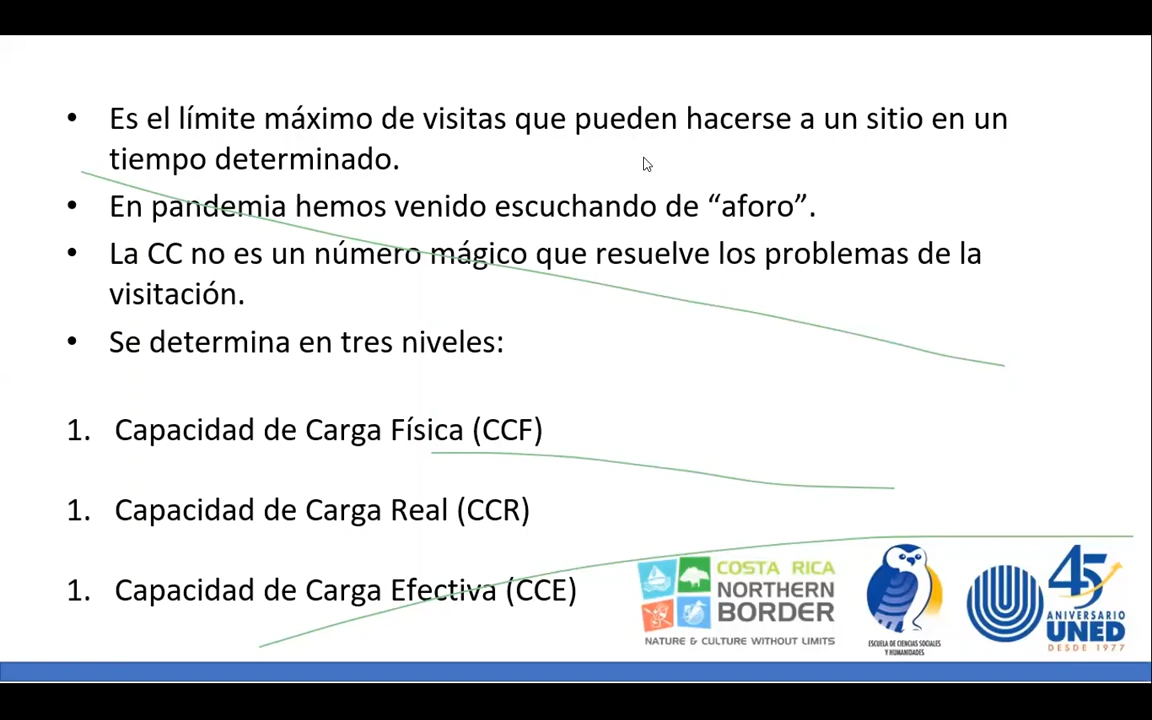 • Es el límite máximo de visitas que pueden hacerse a un sitio en un
tiempo determinado.
• En pandemia hemos venido escuchando de “aforo”.
• La CC no es un número mágico que resuelve los problemas de la
visitación.
• Se determina en tres niveles:
1. Capacidad de Carga Física (CCF)
1. Capacidad de Carga Real (CCR)
1. Capacidad de Carga Efectiva (CCE)
COSTA RICA
NORTHERN
BORDER
NATURE & CULTURE WITHOUT LIMITS
ESCUELA DE CIENCIAS SOCIALES
Y HUMANIDADES
45
ANIVERSARIO
UNED
DESDE 1977